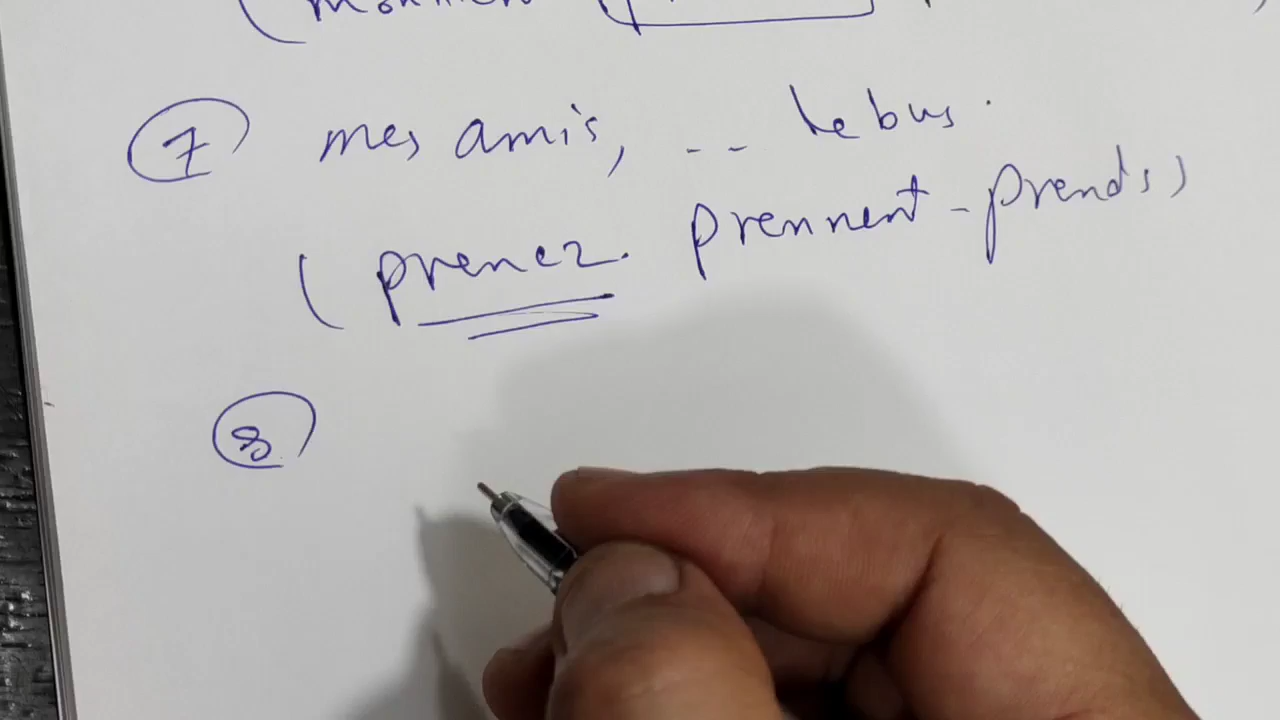 7 mes amis, -- le bus.
(prenez. prennent - prends)
8